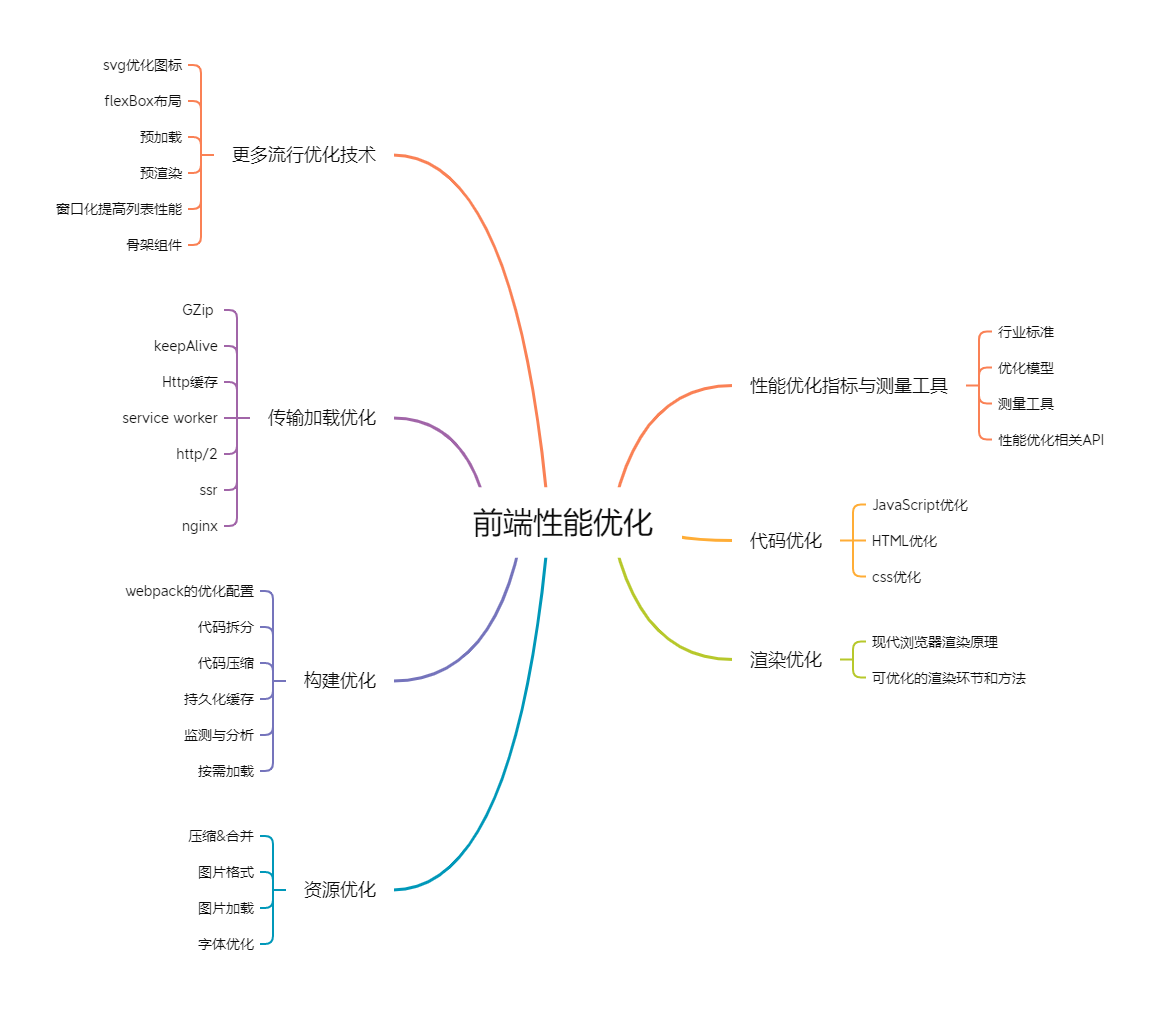 前端性能优化
更多流行优化技术
svg优化图标
flexBox布局
预加载
预渲染
窗口化提高列表性能
骨架组件
传输加载优化
GZip
keepAlive
Http缓存
service worker
http/2
ssr
nginx
构建优化
webpack的优化配置
代码拆分
代码压缩
持久化缓存
监测与分析
按需加载
资源优化
压缩&合并
图片格式
图片加载
字体优化
性能优化指标与测量工具
行业标准
优化模型
测量工具
性能优化相关API
代码优化
JavaScript优化
HTML优化
css优化
渲染优化
现代浏览器渲染原理
可优化的渲染环节和方法